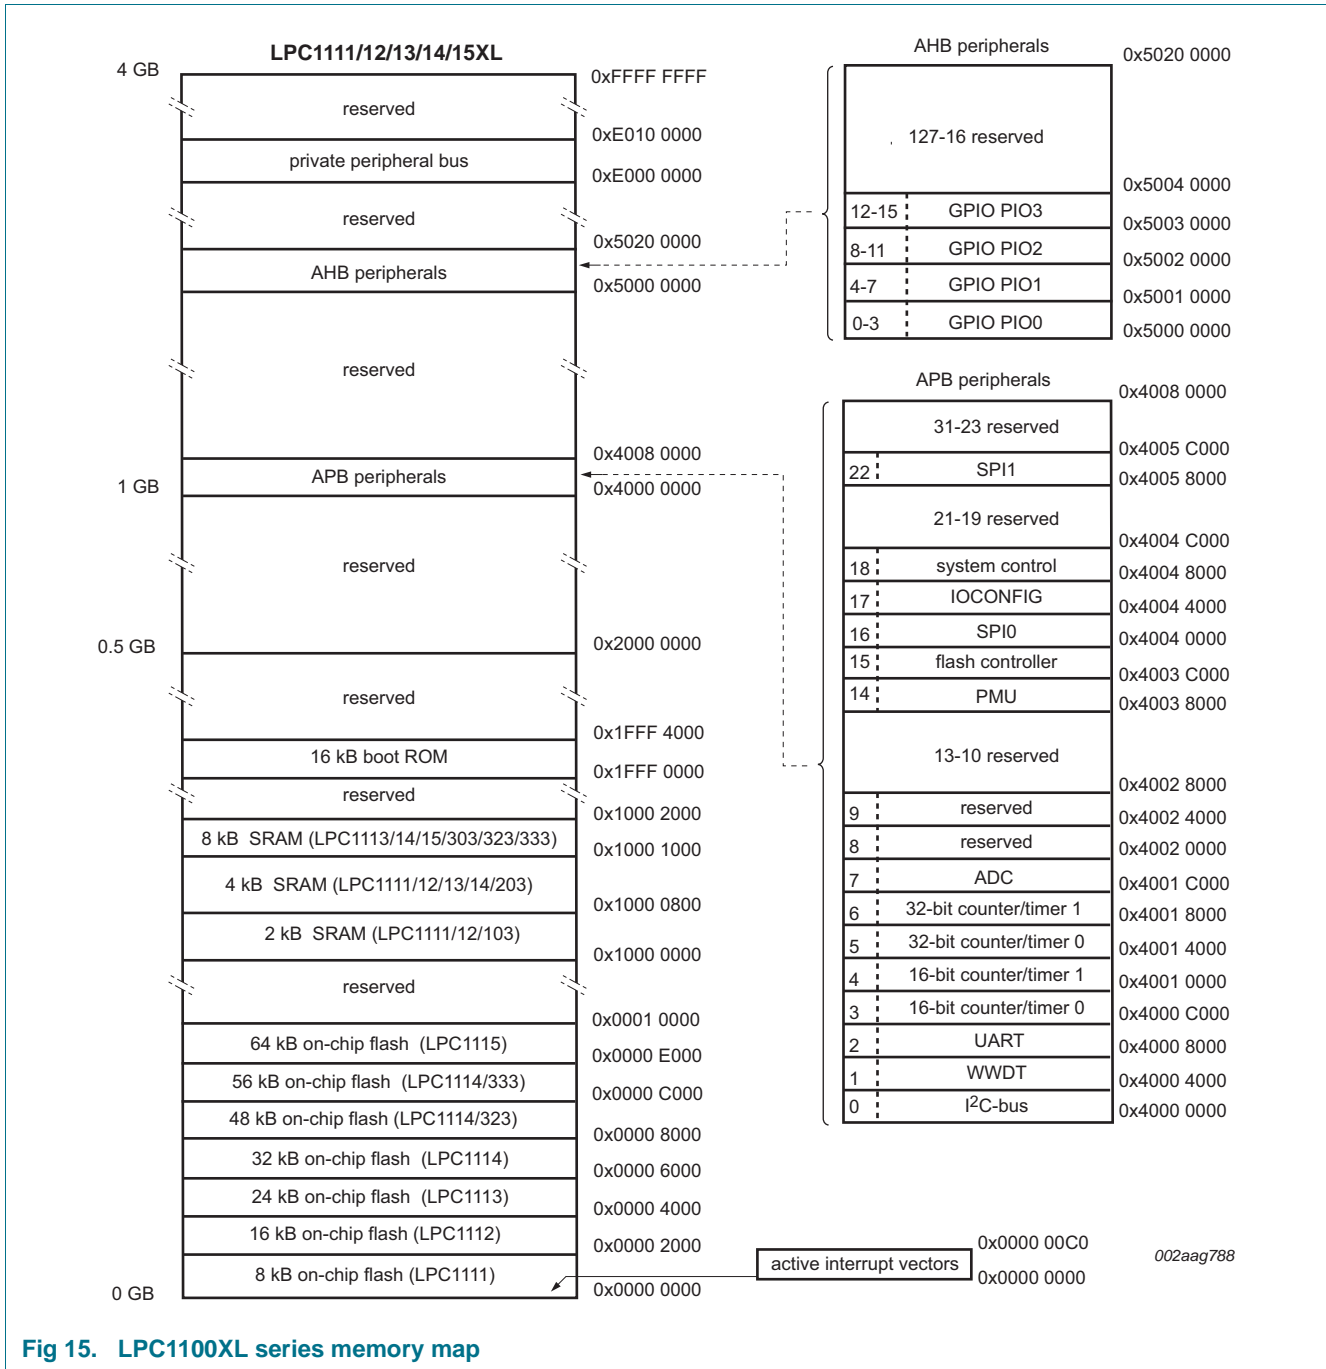 LPC1111/12/13/14/15XL
4 GB
0xFFFF FFFF
reserved
0xE010 0000
private peripheral bus
0xE000 0000
reserved
0x5020 0000
AHB peripherals
0x5000 0000
reserved
0x4008 0000
APB peripherals
1 GB
0x4000 0000
reserved
0.5 GB
0x2000 0000
reserved
0x1FFF 4000
16 kB boot ROM
0x1FFF 0000
reserved
0x1000 2000
8 kB SRAM (LPC1113/14/15/303/323/333)
0x1000 1000
4 kB SRAM (LPC1111/12/13/14/203)
0x1000 0800
2 kB SRAM (LPC1111/12/103)
0x1000 0000
reserved
0x0001 0000
64 kB on-chip flash (LPC1115)
0x0000 E000
56 kB on-chip flash (LPC1114/333)
0x0000 C000
48 kB on-chip flash (LPC1114/323)
0x0000 8000
32 kB on-chip flash (LPC1114)
0x0000 6000
24 kB on-chip flash (LPC1113)
0x0000 4000
16 kB on-chip flash (LPC1112)
0x0000 2000
8 kB on-chip flash (LPC1111)
0 GB
0x0000 0000
AHB peripherals
0x5020 0000
127-16 reserved
0x5004 0000
12-15 GPIO PIO3
0x5003 0000
8-11 GPIO PIO2
0x5002 0000
4-7 GPIO PIO1
0x5001 0000
0-3 GPIO PIO0
0x5000 0000
APB peripherals
0x4008 0000
31-23 reserved
0x4005 C000
22 SPI1
0x4005 8000
21-19 reserved
0x4004 C000
18 system control
0x4004 8000
17 IOCONFIG
0x4004 4000
16 SPI0
0x4004 0000
15 flash controller
0x4003 C000
14 PMU
0x4003 8000
13-10 reserved
0x4002 8000
9 reserved
0x4002 4000
8 reserved
0x4002 0000
7 ADC
0x4001 C000
6 32-bit counter/timer 1
0x4001 8000
5 32-bit counter/timer 0
0x4001 4000
4 16-bit counter/timer 1
0x4001 0000
3 16-bit counter/timer 0
0x4000 C000
2 UART
0x4000 8000
1 WWDT
0x4000 4000
0 I²C-bus
0x4000 0000
0x0000 00C0
active interrupt vectors
0x0000 0000
002aag788
Fig 15. LPC1100XL series memory map